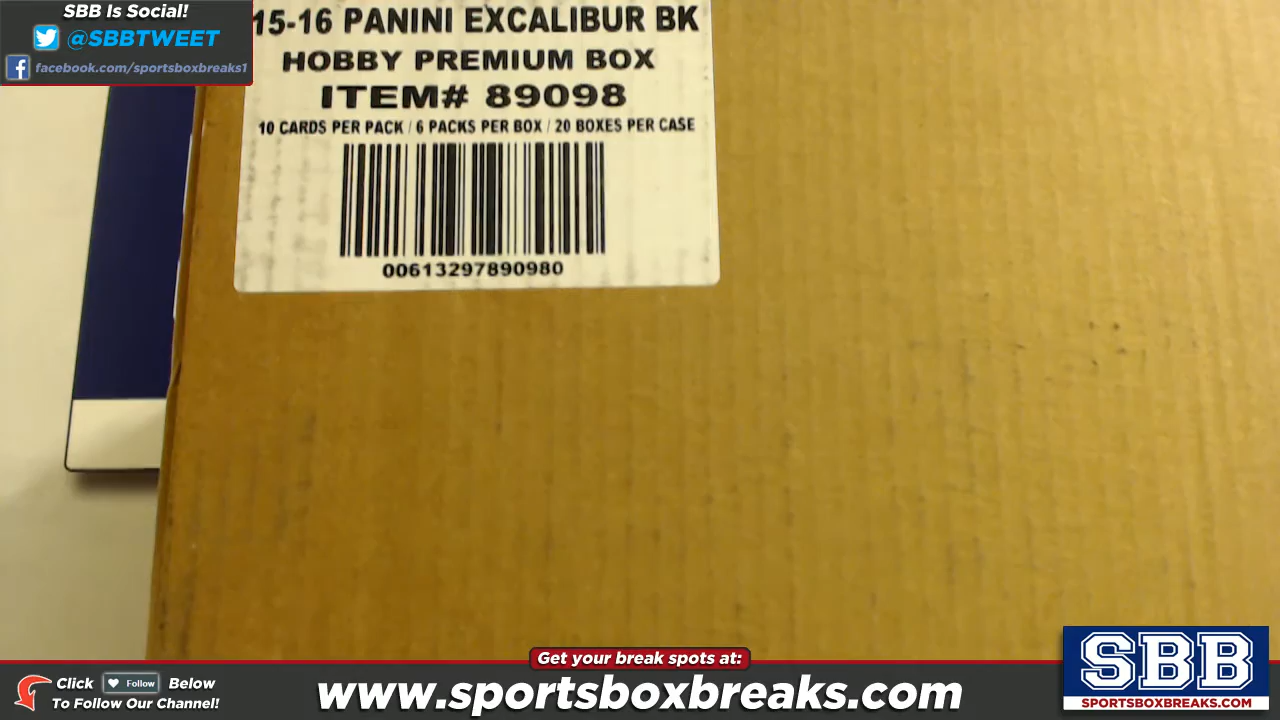 SBB Is Social!
@SBBTWEET
facebook.com/sportsboxbreaks1
15-16 PANINI EXCALIBUR BK
HOBBY PREMIUM BOX
ITEM# 89098
10 CARDS PER PACK / 6 PACKS PER BOX / 20 BOXES PER CASE
00613297890980
Get your break spots at:
Click Follow Below
To Follow Our Channel!
www.sportsboxbreaks.com
SBB
SPORTSBOXBREAKS.COM